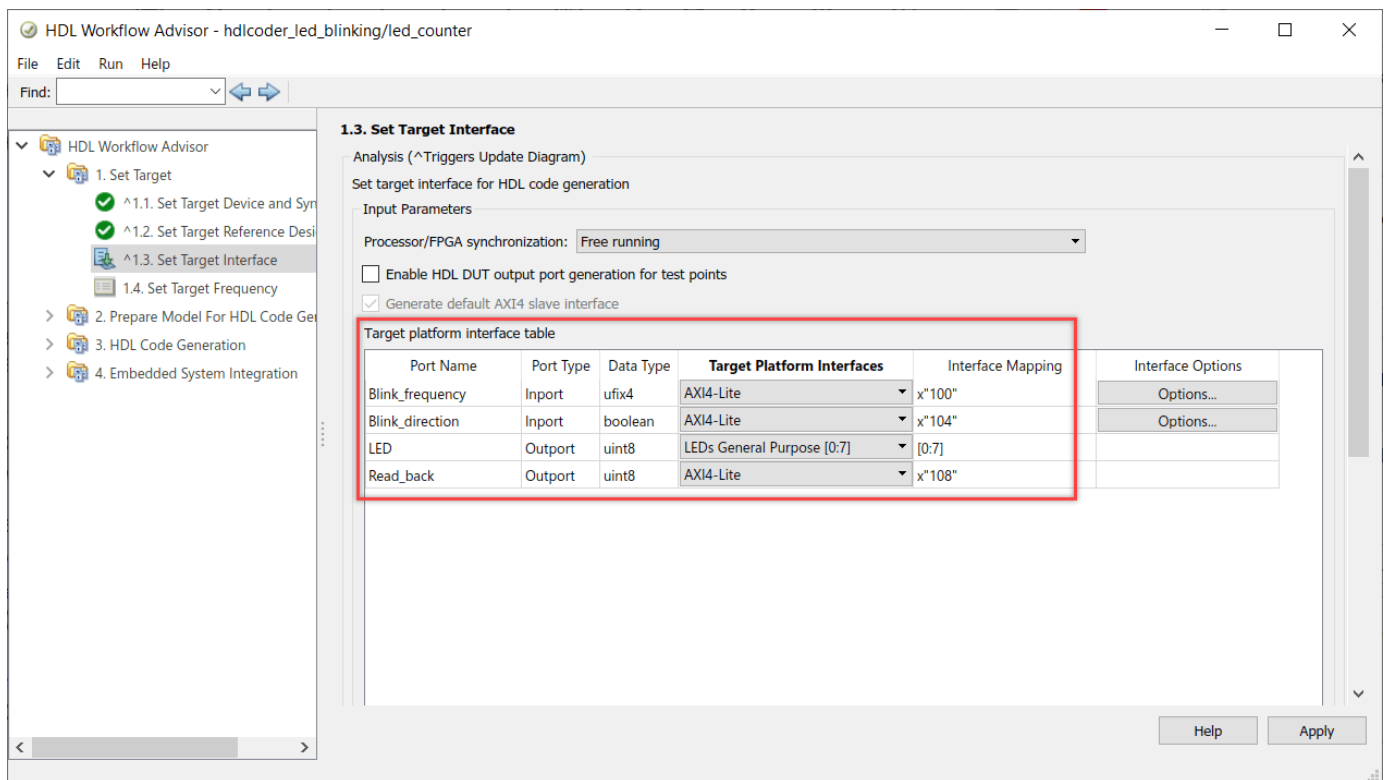 HDL Workflow Advisor - hdlcoder_led_blinking/led_counter
File Edit Run Help
Find:
HDL Workflow Advisor
1. Set Target
^1.1. Set Target Device and Syn
^1.2. Set Target Reference Desi
^1.3. Set Target Interface
1.4. Set Target Frequency
2. Prepare Model For HDL Code Ger
3. HDL Code Generation
4. Embedded System Integration
1.3. Set Target Interface
Analysis (^Triggers Update Diagram)
Set target interface for HDL code generation
Input Parameters
Processor/FPGA synchronization: Free running
Enable HDL DUT output port generation for test points
Generate default AXI4 slave interface
Target platform interface table
Port Name Port Type Data Type Target Platform Interfaces Interface Mapping Interface Options
Blink_frequency Inport ufix4 AXI4-Lite x"100" Options...
Blink_direction Inport boolean AXI4-Lite x"104" Options...
LED Outport uint8 LEDs General Purpose [0:7] [0:7]
Read_back Outport uint8 AXI4-Lite x"108"
Help Apply